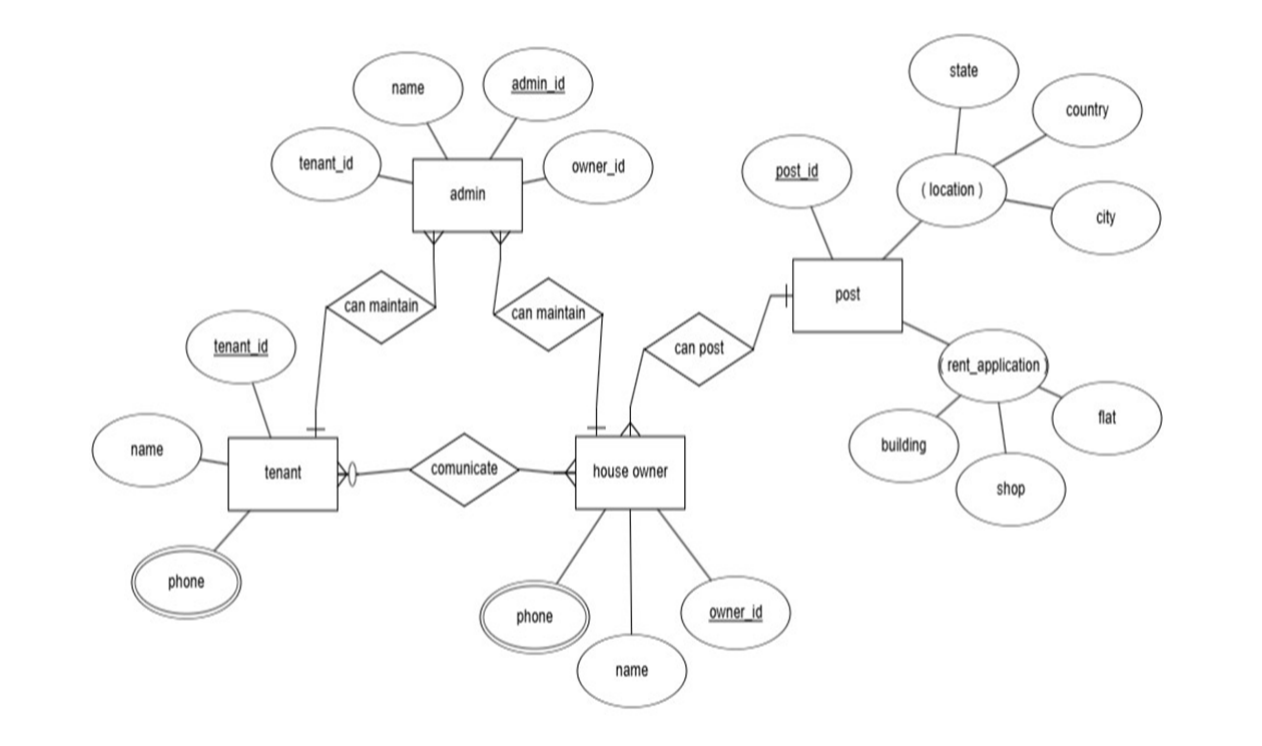 state
name
admin_id
country
tenant_id
owner_id
post_id
( location )
admin
city
post
can maintain
can maintain
can post
tenant_id
( rent_application )
flat
name
building
tenant
comunicate
house owner
shop
phone
phone
owner_id
name